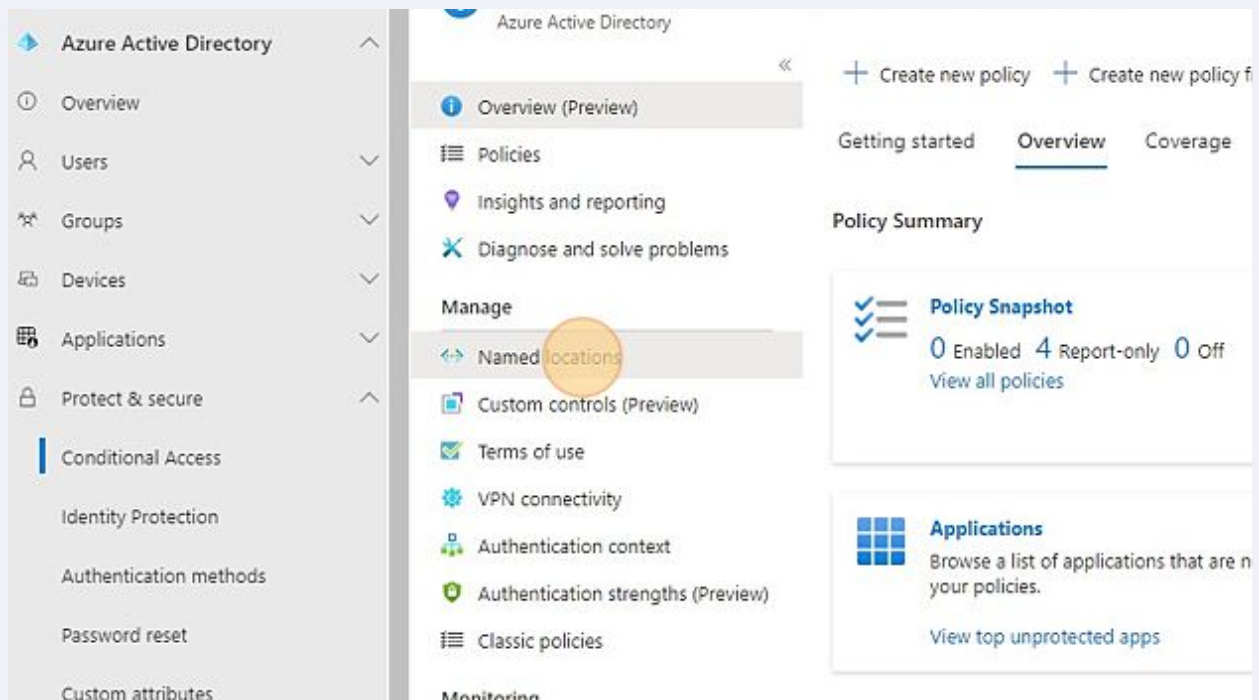 Azure Active Directory
Overview
Users
Groups
Devices
Applications
Protect & secure
Conditional Access
Identity Protection
Authentication methods
Password reset
Custom attributes
Azure Active Directory
Overview (Preview)
Policies
Insights and reporting
Diagnose and solve problems
Manage
Named locations
Custom controls (Preview)
Terms of use
VPN connectivity
Authentication context
Authentication strengths (Preview)
Classic policies
Monitoring
Create new policy Create new policy
Getting started Overview Coverage
Policy Summary
Policy Snapshot
0 Enabled 4 Report-only 0 Off
View all policies
Applications
Browse a list of applications that are
your policies.
View top unprotected apps